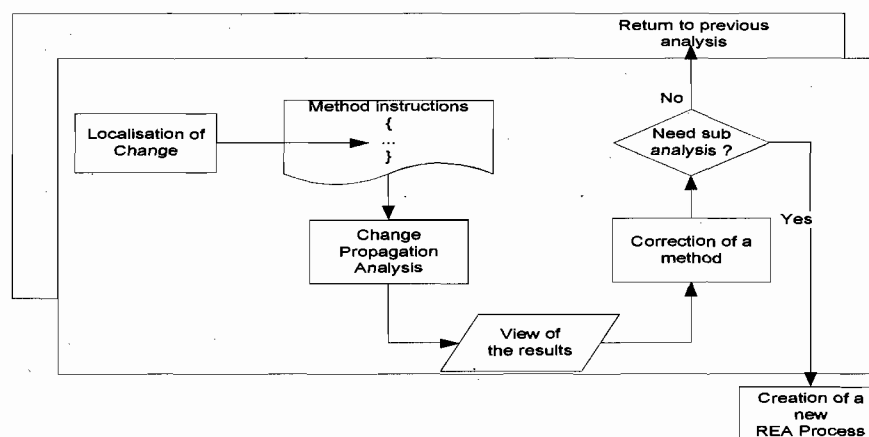 Return to previous
analysis
Localisation of
Change
Method instructions
{
...
}
No
Need sub
analysis ?
Change
Propagation
Analysis
Yes
Correction of a
method
View of
the results
Creation of a
new
REA Process